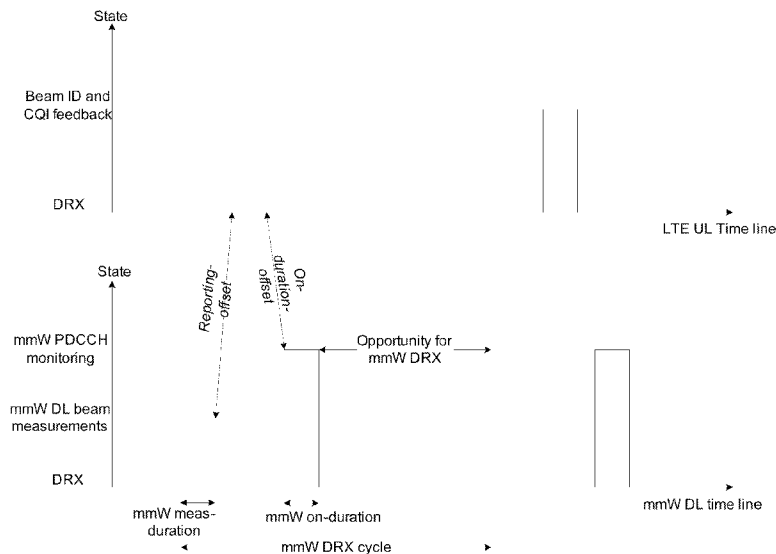 State
Beam ID and
CQI feedback
DRX
LTE UL Time line
State
Reporting-
offset
On-
duration-
offset
mmW PDCCH
monitoring
Opportunity for
mmW DRX
mmW DL beam
measurements
DRX
mmW DL time line
mmW meas-
duration
mmW on-duration
mmW DRX cycle